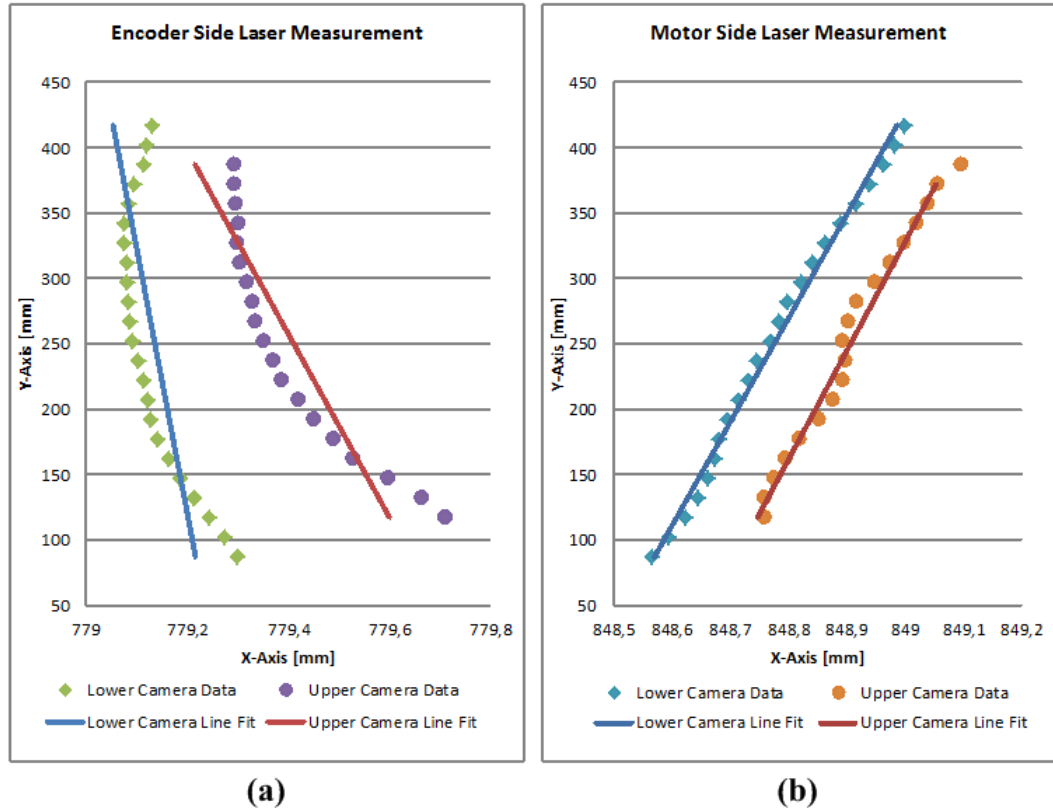 Encoder Side Laser Measurement
450
400
350
300
250
200
150
100
50
Y-Axis [mm]
779 779,2 779,4 779,6 779,8
X-Axis [mm]
Lower Camera Data Upper Camera Data
Lower Camera Line Fit Upper Camera Line Fit
(a)
Motor Side Laser Measurement
450
400
350
300
250
200
150
100
50
Y-Axis [mm]
848,5 848,6 848,7 848,8 848,9 849 849,1 849,2
X-Axis [mm]
Lower Camera Data Upper Camera Data
Lower Camera Line Fit Upper Camera Line Fit
(b)